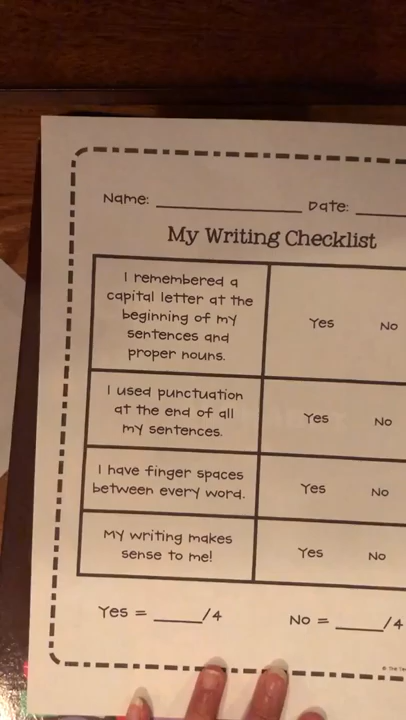 Name: ____________ Date: ____
My Writing Checklist
I remembered a
capital letter at the
beginning of my
sentences and
proper nouns.
Yes No
I used punctuation
at the end of all
my sentences.
Yes No
I have finger spaces
between every word.
Yes No
My writing makes
sense to me!
Yes No
Yes = _____/4 No = _____/4